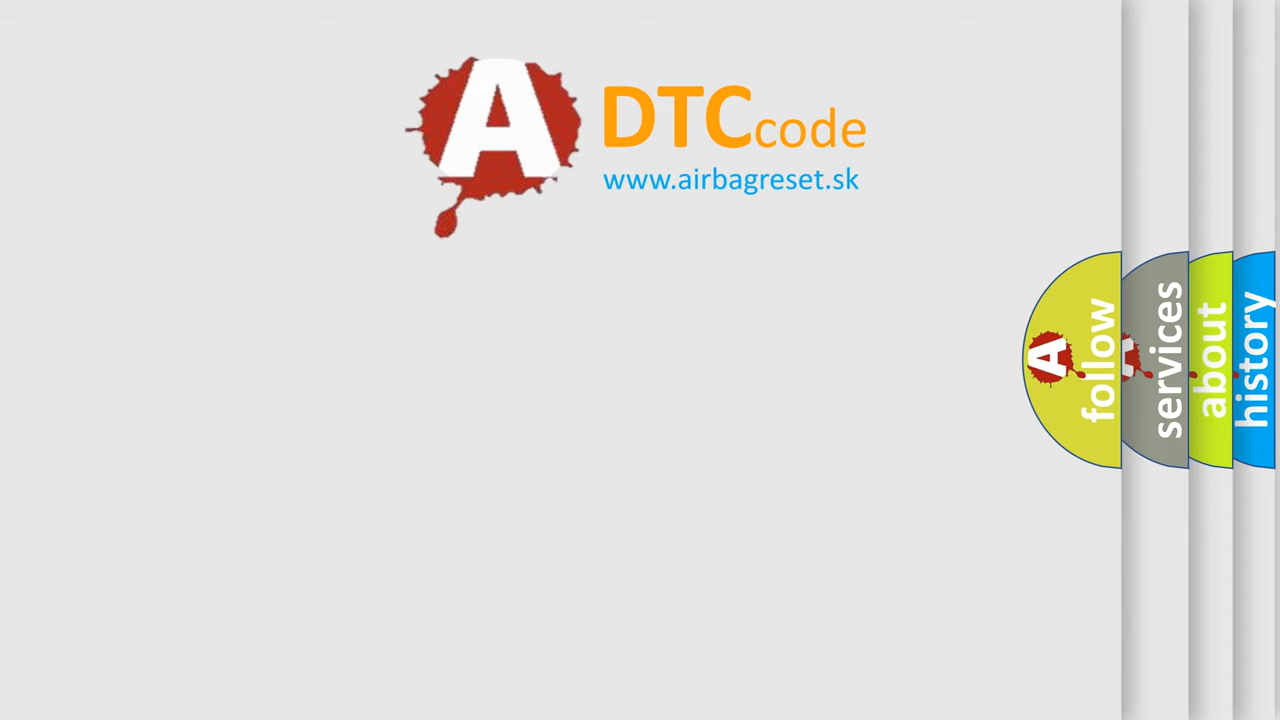 A
DTCcode
www.airbagreset.sk
A
follow
services
about
history